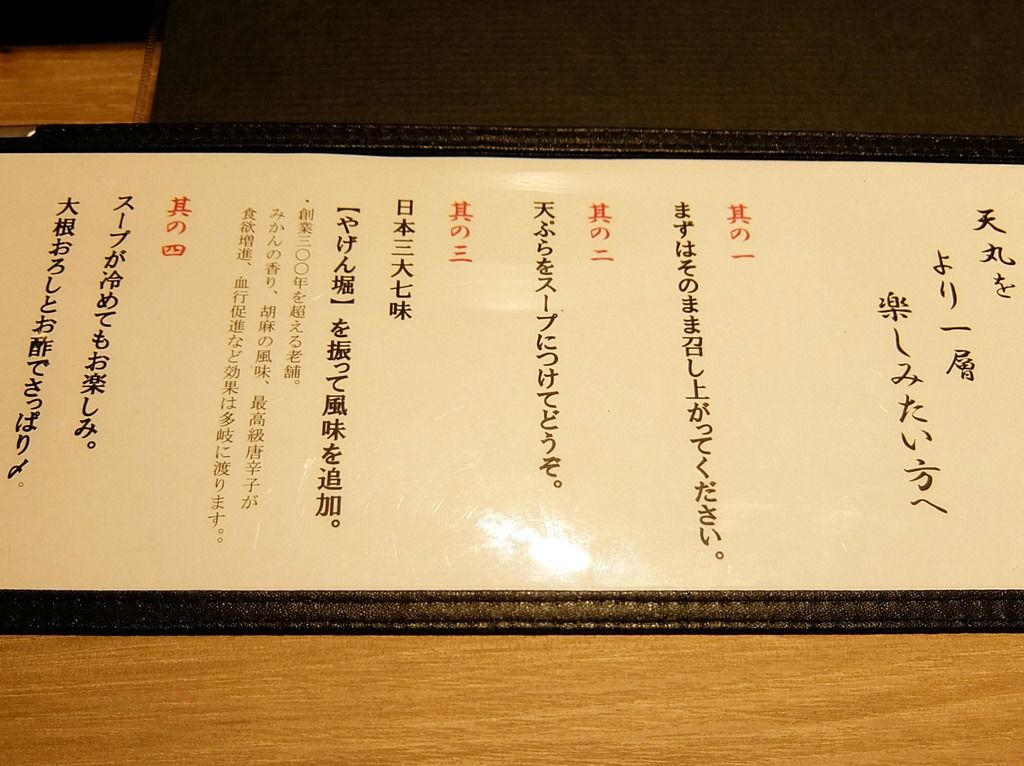 天丸を
より一層
楽しみたい方へ
其の一
まずはそのまま召し上がってください。
其の二
天ぷらをスープにつけてどうぞ。
其の三
日本三大七味
【やげん堀】を振って風味を追加。
・創業三〇〇年を超える老舗。
みかんの香り、胡麻の風味、最高級唐辛子が
食欲増進、血行促進など効果は多岐に渡ります。。
其の四
スープが冷めてもお楽しみ。
大根おろしとお酢でさっぱり〆。